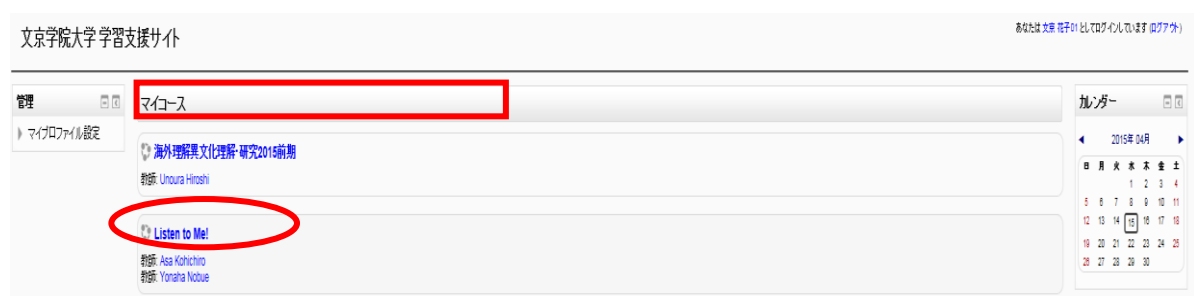 文京学院大学 学習支援サイト
あなたは 文京 花子01 としてログインしています (ログアウト)
管理
マイプロファイル設定
マイコース
海外理解異文化理解・研究2015前期
教師: Unoura Hiroshi
Listen to Me!
教師: Asa Kohichiro
教師: Yonaha Nobue
カレンダー
2015年 04月
日 月 火 水 木 金 土
1 2 3 4
5 6 7 8 9 10 11
12 13 14 15 16 17 18
19 20 21 22 23 24 25
26 27 28 29 30